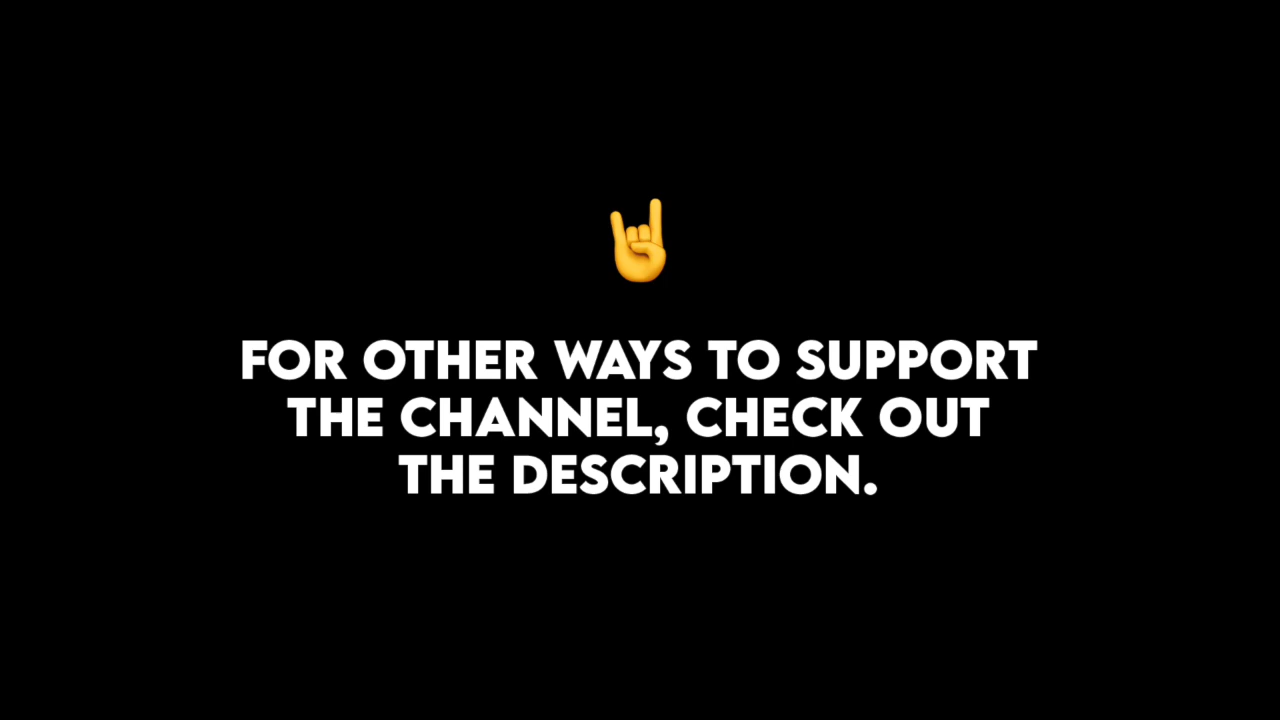 FOR OTHER WAYS TO SUPPORT
THE CHANNEL, CHECK OUT
THE DESCRIPTION.